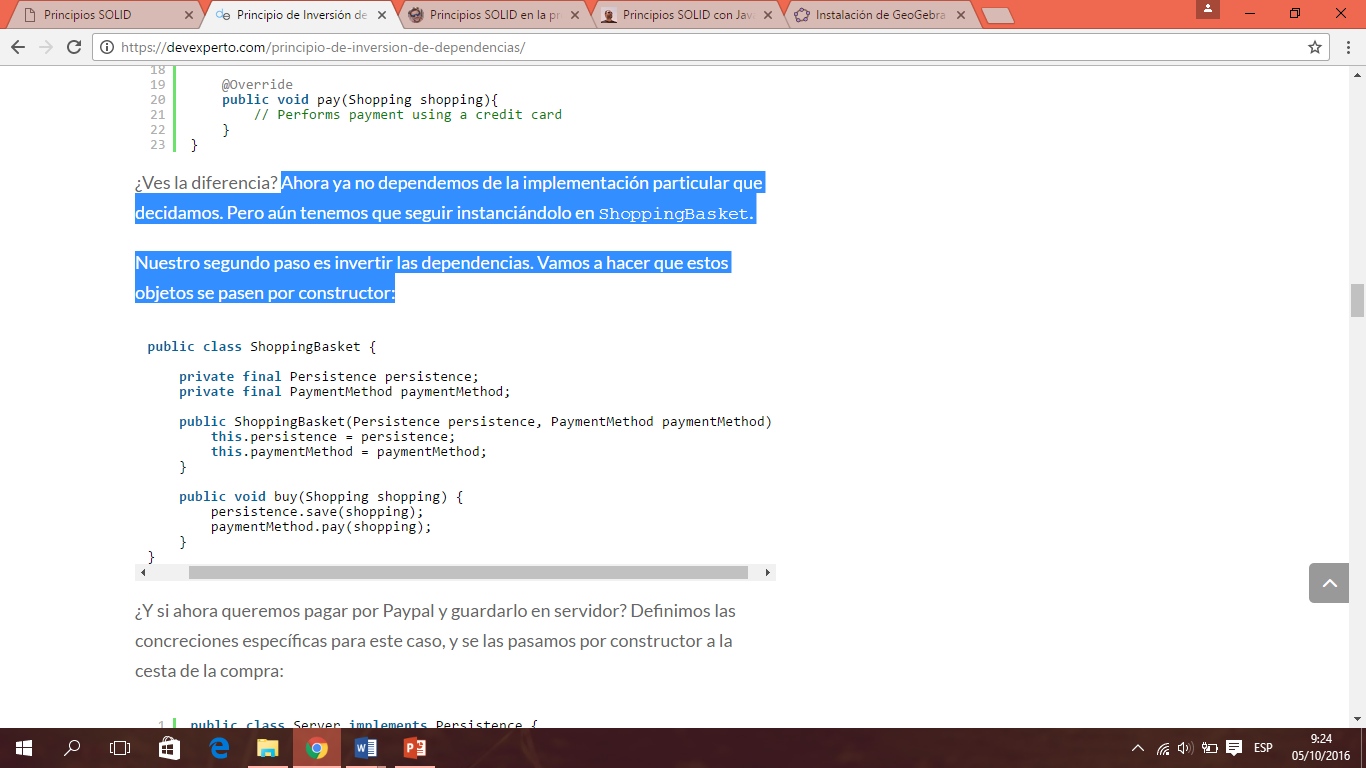 Principios SOLID
Principio de Inversión de
Principios SOLID en la pr
Principios SOLID con Jav
Instalación de GeoGebra
https://devexperto.com/principio-de-inversion-de-dependencias/
18
19 @Override
20 public void pay(Shopping shopping){
21 // Performs payment using a credit card
22 }
23 }
¿Ves la diferencia? Ahora ya no dependemos de la implementación particular que
decidamos. Pero aún tenemos que seguir instanciándolo en ShoppingBasket.
Nuestro segundo paso es invertir las dependencias. Vamos a hacer que estos
objetos se pasen por constructor:
public class ShoppingBasket {
private final Persistence persistence;
private final PaymentMethod paymentMethod;
public ShoppingBasket(Persistence persistence, PaymentMethod paymentMethod)
this.persistence = persistence;
this.paymentMethod = paymentMethod;
}
public void buy(Shopping shopping) {
persistence.save(shopping);
paymentMethod.pay(shopping);
}
}
¿Y si ahora queremos pagar por Paypal y guardarlo en servidor? Definimos las
concreciones específicas para este caso, y se las pasamos por constructor a la
cesta de la compra:
1 public class Server implements Persistence {
ESP
9:24
05/10/2016